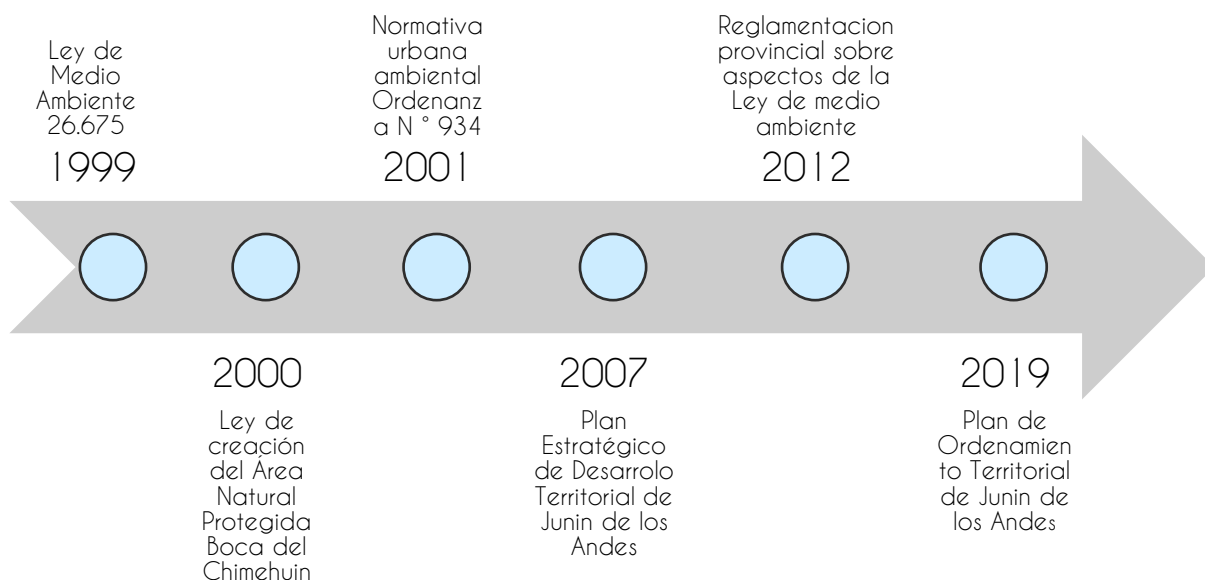 Ley de
Medio
Ambiente
26.675
1999
Normativa
urbana
ambiental
Ordenanz
a N ° 934
2001
Reglamentacion
provincial sobre
aspectos de la
Ley de medio
ambiente
2012
2000
Ley de
creación
del Área
Natural
Protegida
Boca del
Chimehuin
2007
Plan
Estratégico
de Desarrolo
Territorial de
Junin de los
Andes
2019
Plan de
Ordenamien
to Territorial
de Junin de
los Andes